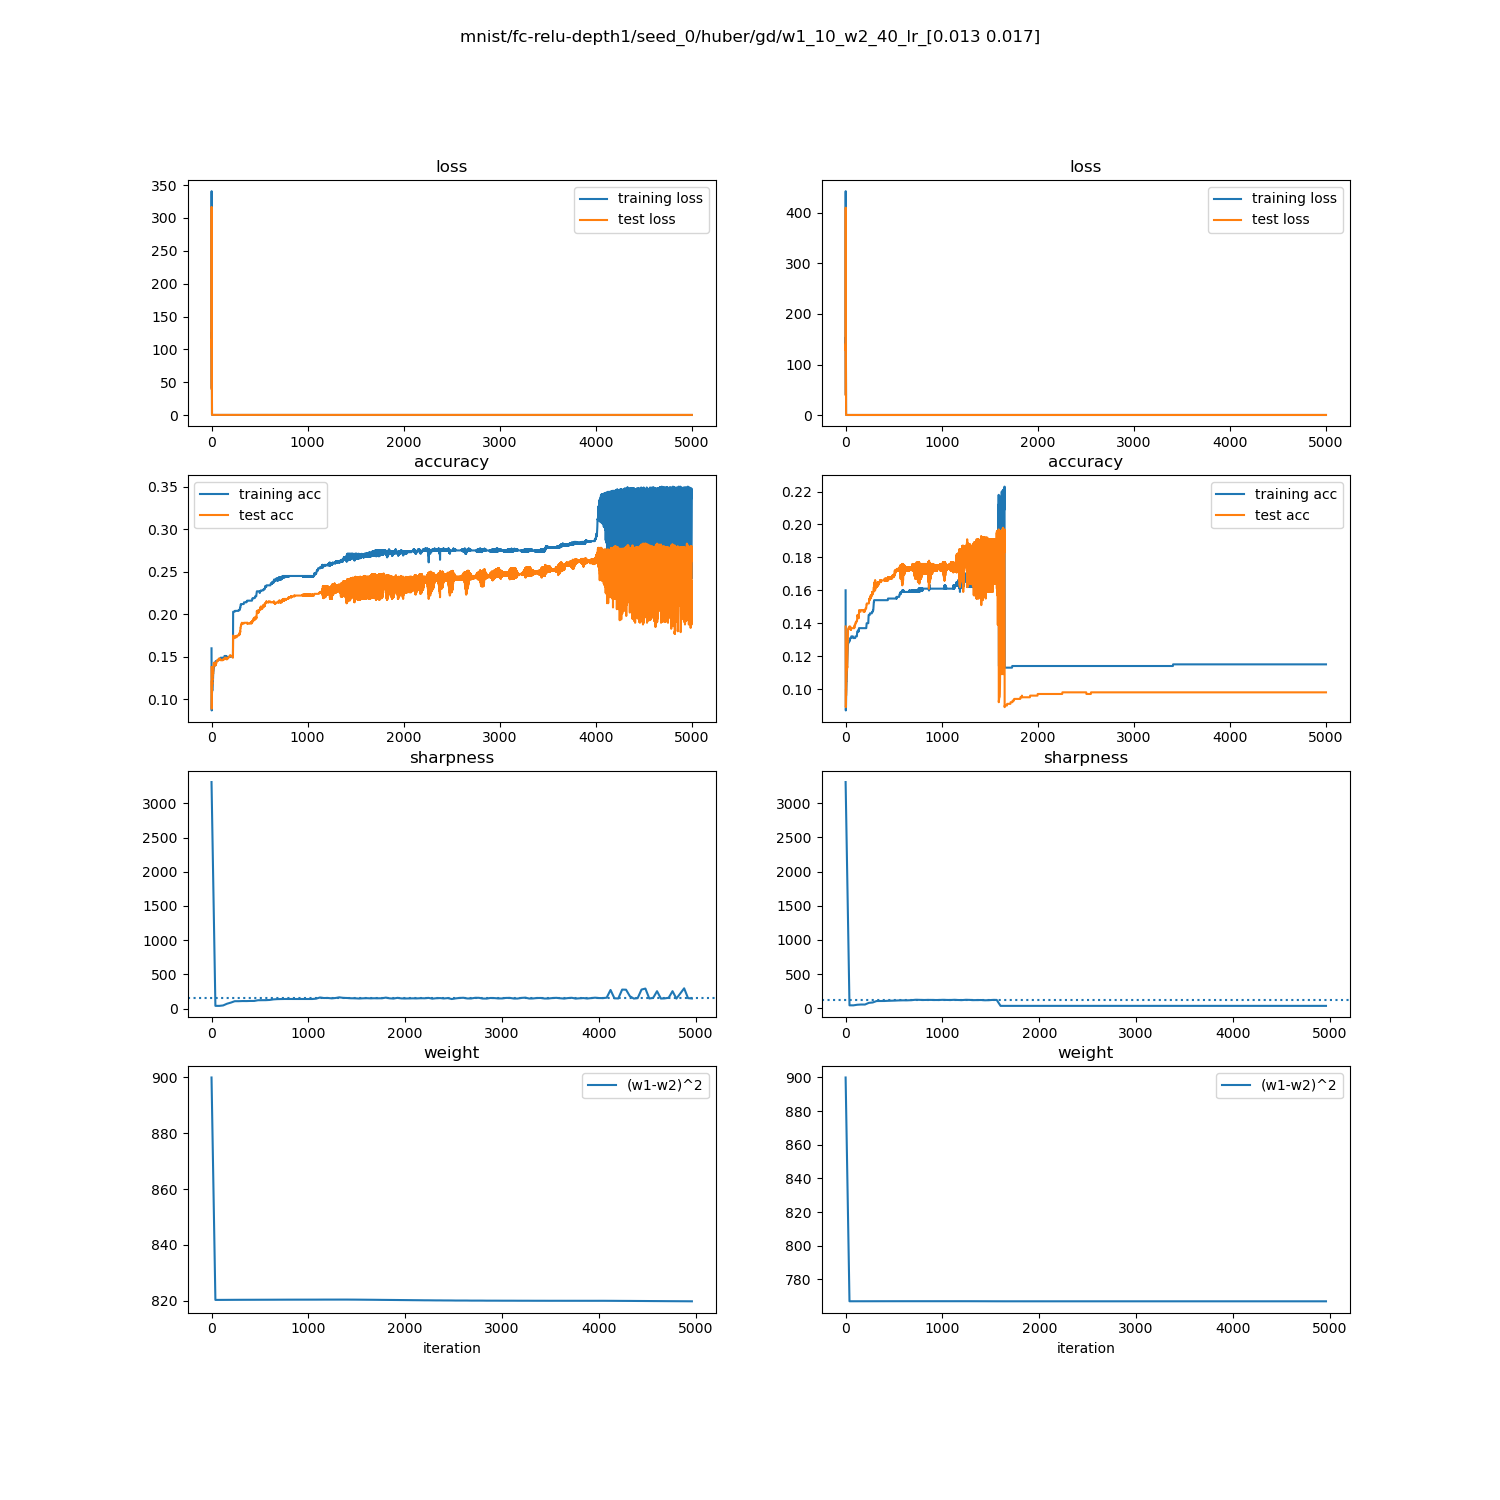 mnist/fc-relu-depth1/seed_0/huber/gd/w1_10_w2_40_lr_[0.013 0.017]
loss
350
300
250
200
150
100
50
0
training loss
test loss
0 1000 2000 3000 4000 5000
loss
400
300
200
100
0
training loss
test loss
0 1000 2000 3000 4000 5000
accuracy
0.35
0.30
0.25
0.20
0.15
0.10
training acc
test acc
0 1000 2000 3000 4000 5000
accuracy
0.22
0.20
0.18
0.16
0.14
0.12
0.10
training acc
test acc
0 1000 2000 3000 4000 5000
sharpness
3000
2500
2000
1500
1000
500
0
0 1000 2000 3000 4000 5000
sharpness
3000
2500
2000
1500
1000
500
0
0 1000 2000 3000 4000 5000
weight
900
880
860
840
820
(w1-w2)^2
0 1000 2000 3000 4000 5000
iteration
weight
900
880
860
840
820
800
780
(w1-w2)^2
0 1000 2000 3000 4000 5000
iteration